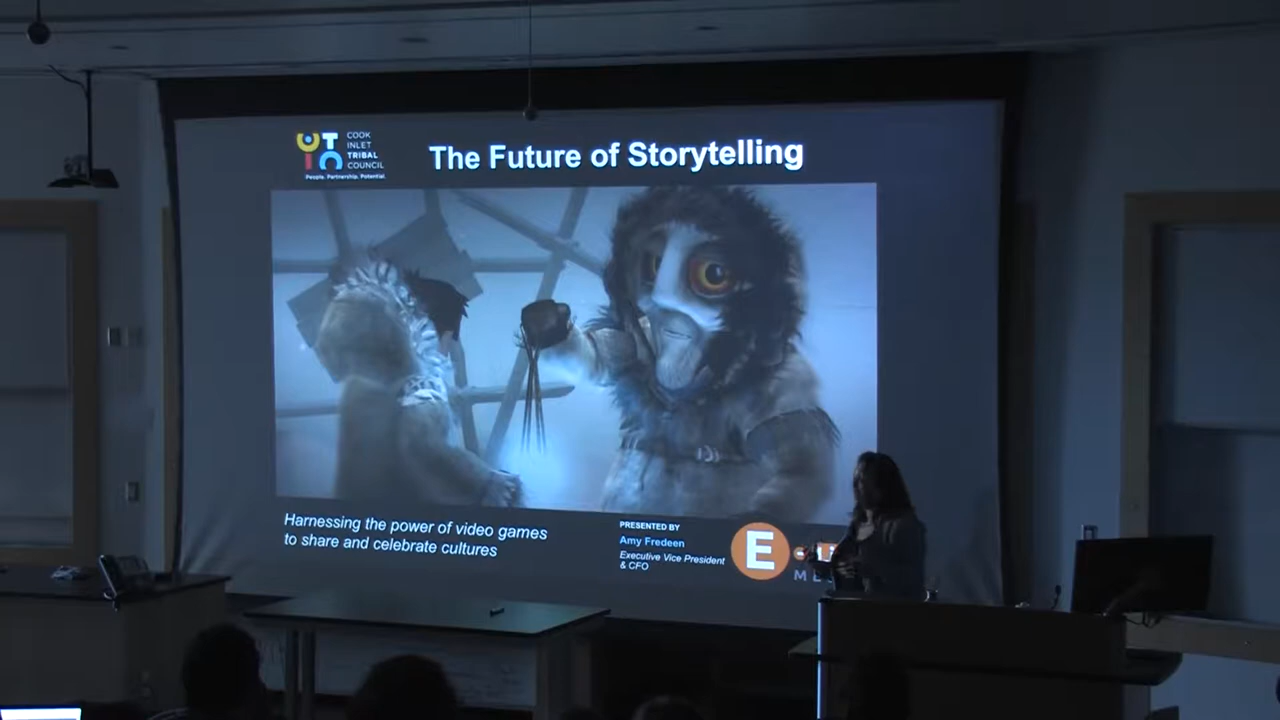 COOK
INLET
TRIBAL
COUNCIL
People. Partnership. Potential.
The Future of Storytelling
Harnessing the power of video games
to share and celebrate cultures
PRESENTED BY
Amy Fredeen
Executive Vice President
& CFO
E